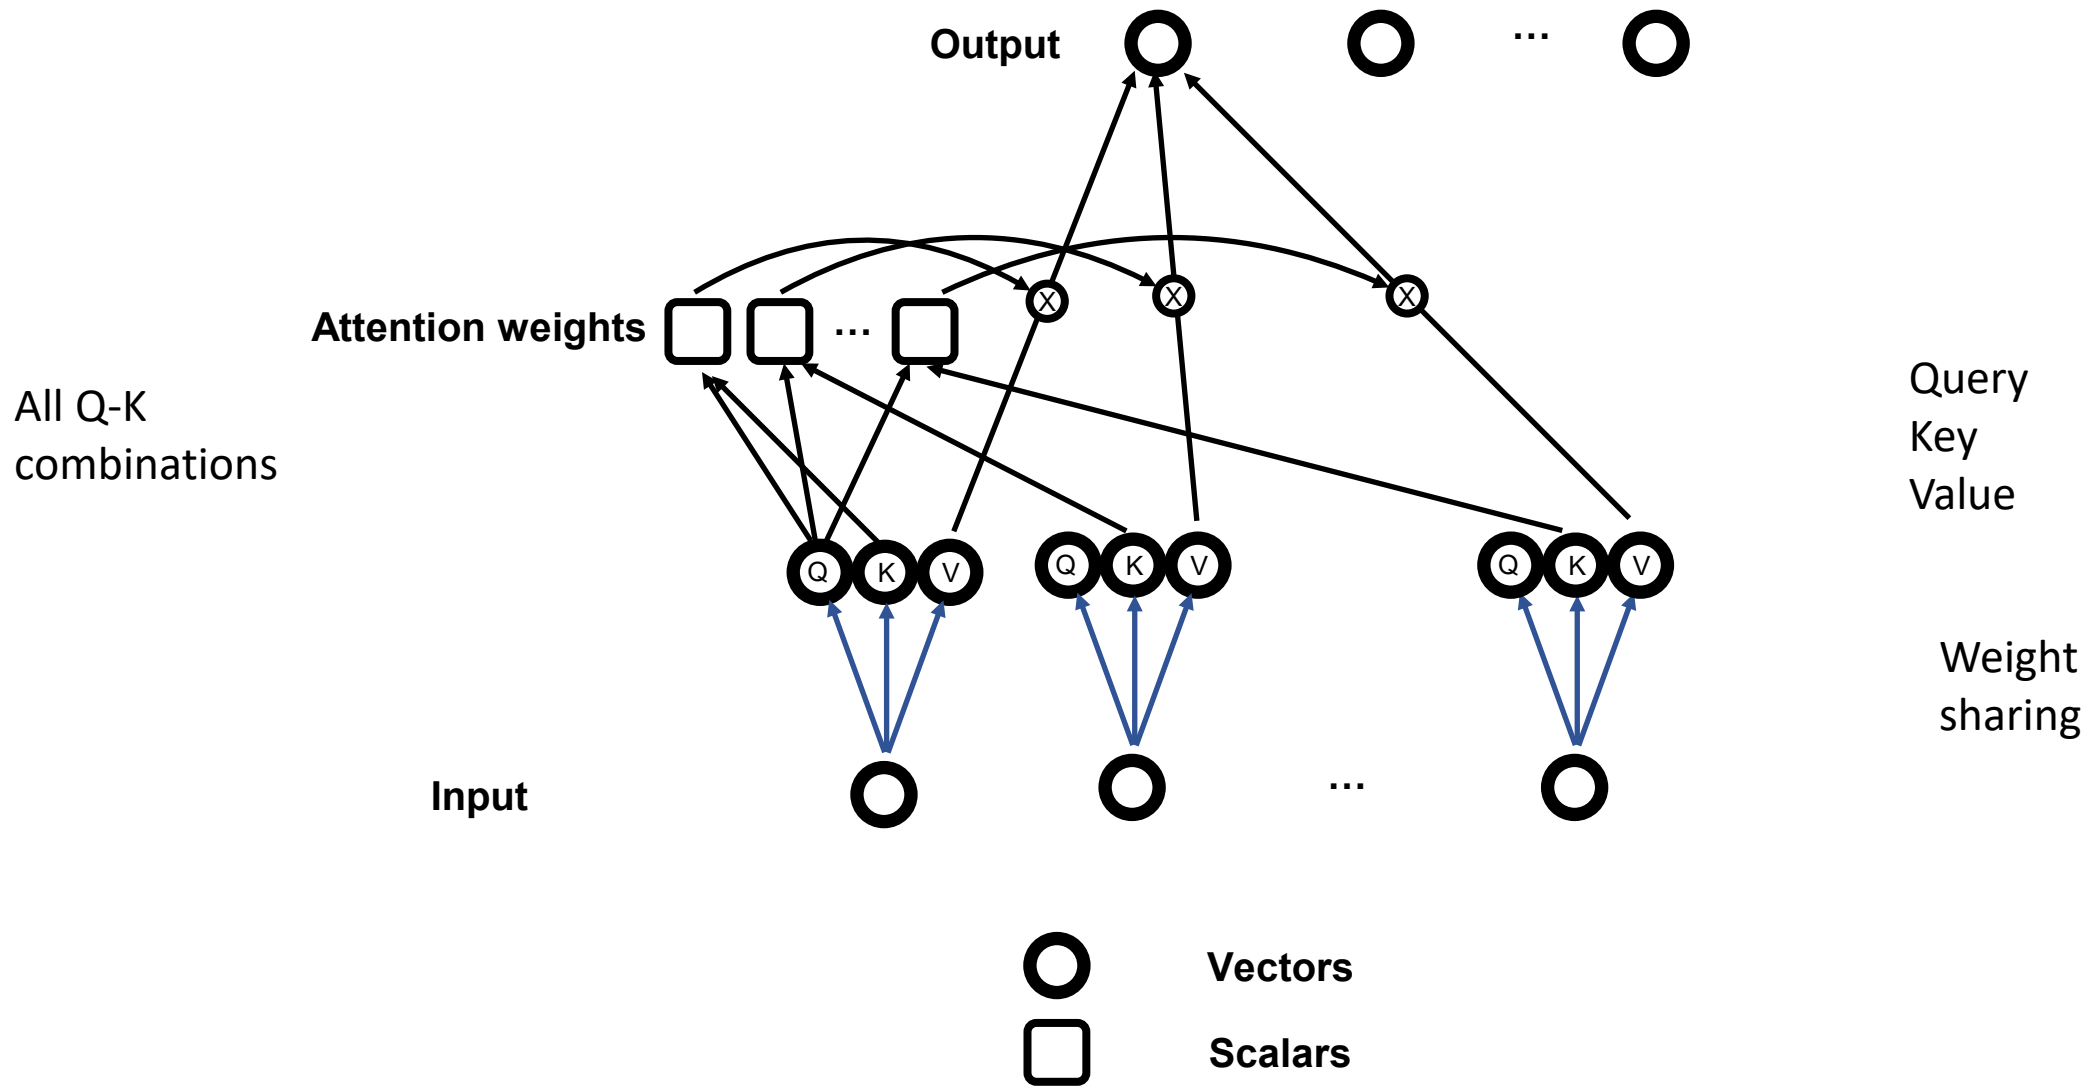 Output
...
X
X
X
Attention weights
...
All Q-K
combinations
Query
Key
Value
Q
K
V
Q
K
V
Q
K
V
Weight
sharing
Input
...
Vectors
Scalars